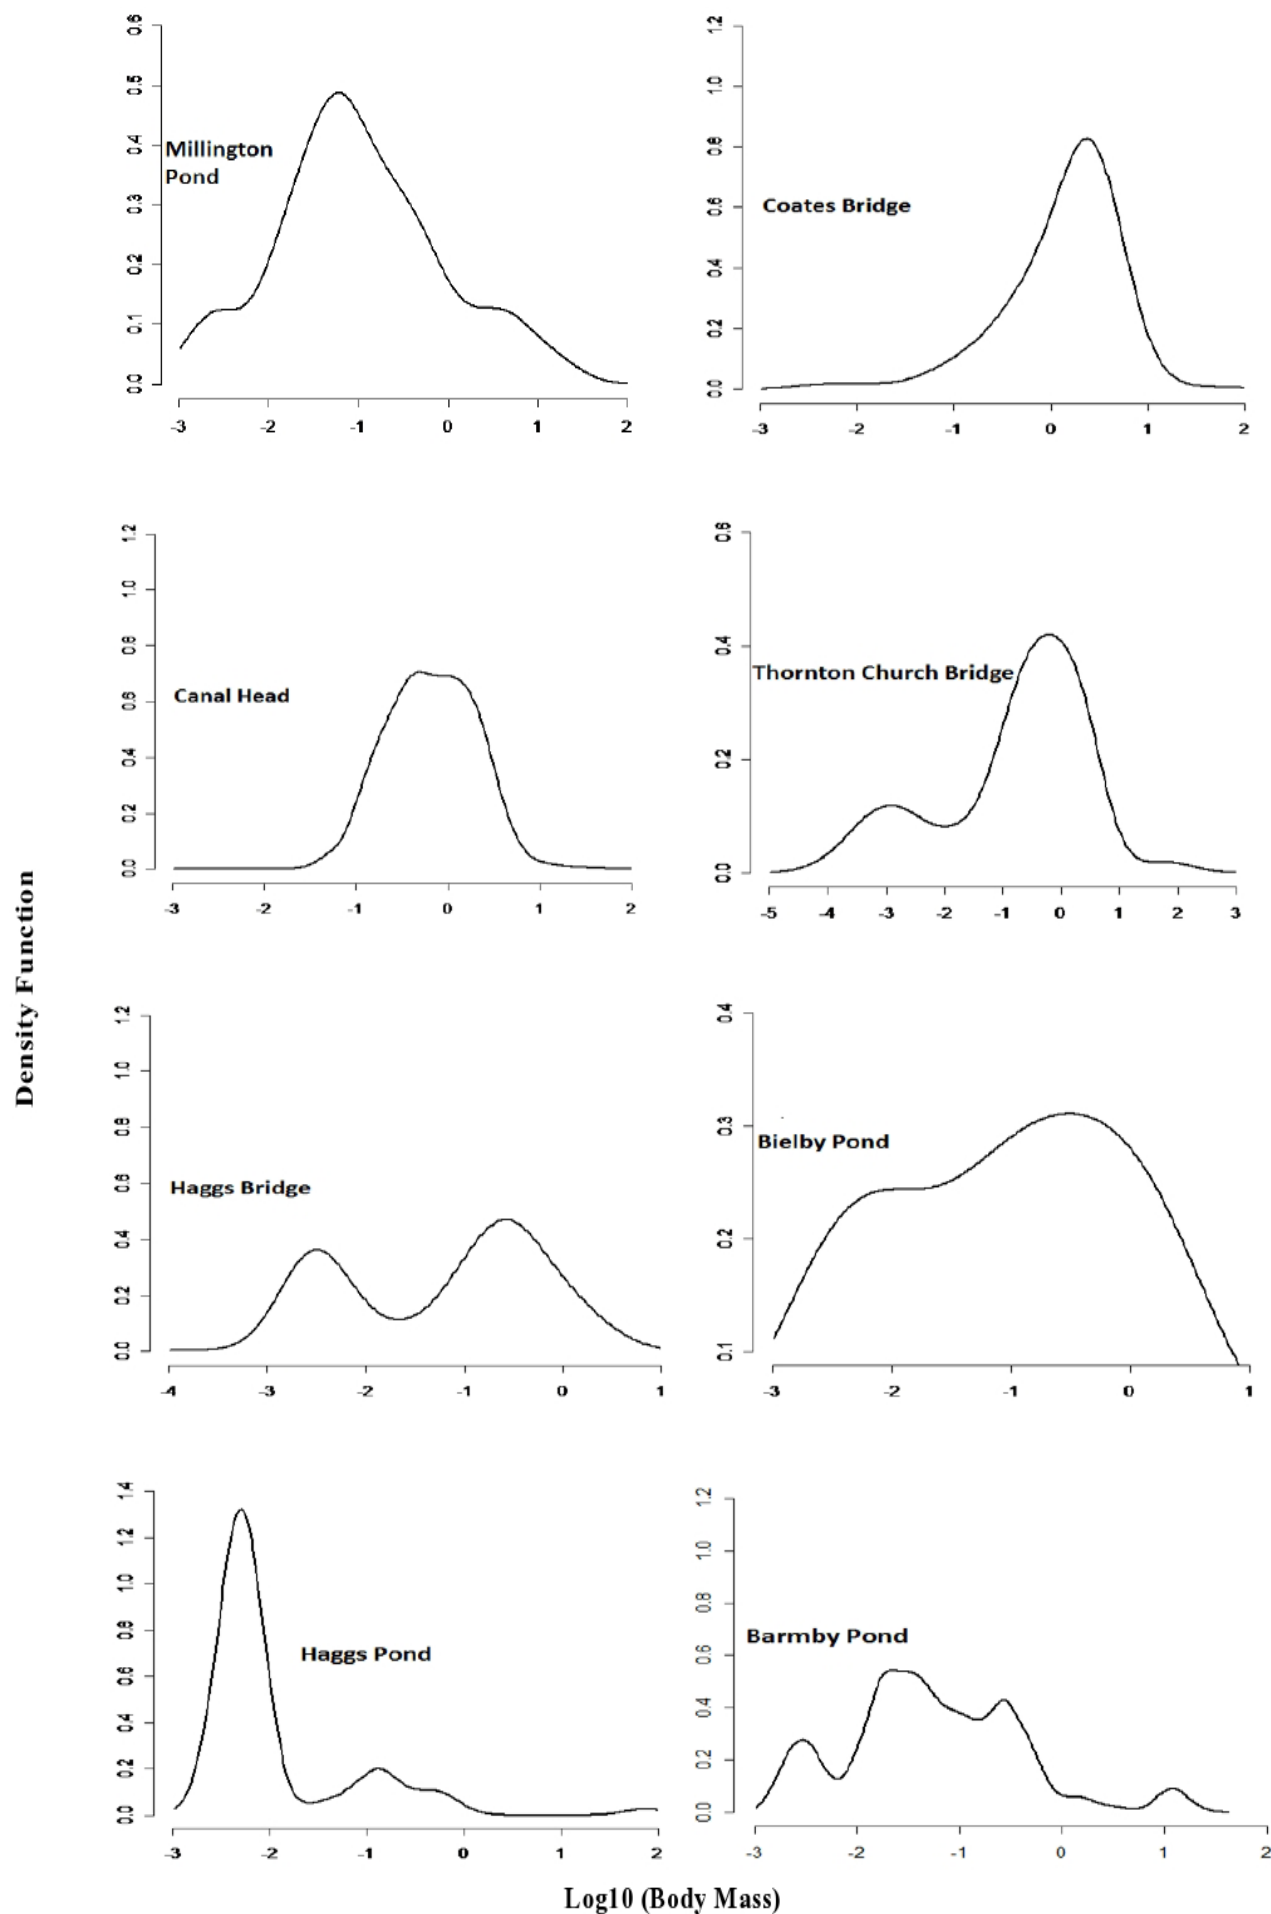 0.0 0.1 0.2 0.3 0.4 0.5 0.6
Millington
Pond
-3 -2 -1 0 1 2
0.0 0.2 0.4 0.6 0.8 1.0 1.2
Coates Bridge
-3 -2 -1 0 1 2
0.0 0.2 0.4 0.6 0.8 1.0 1.2
Canal Head
-3 -2 -1 0 1 2
0.0 0.2 0.4 0.6
Thornton Church Bridge
-5 -4 -3 -2 -1 0 1 2 3
Density Function
0.0 0.2 0.4 0.6 0.8 1.0 1.2
Haggs Bridge
-4 -3 -2 -1 0 1
0.1 0.2 0.3 0.4
Bielby Pond
-3 -2 -1 0 1
0.0 0.2 0.4 0.6 0.8 1.0 1.2 1.4
Haggs Pond
-3 -2 -1 0 1 2
0.0 0.2 0.4 0.6 0.8 1.0 1.2
Barmby Pond
-3 -2 -1 0 1 2
Log10 (Body Mass)